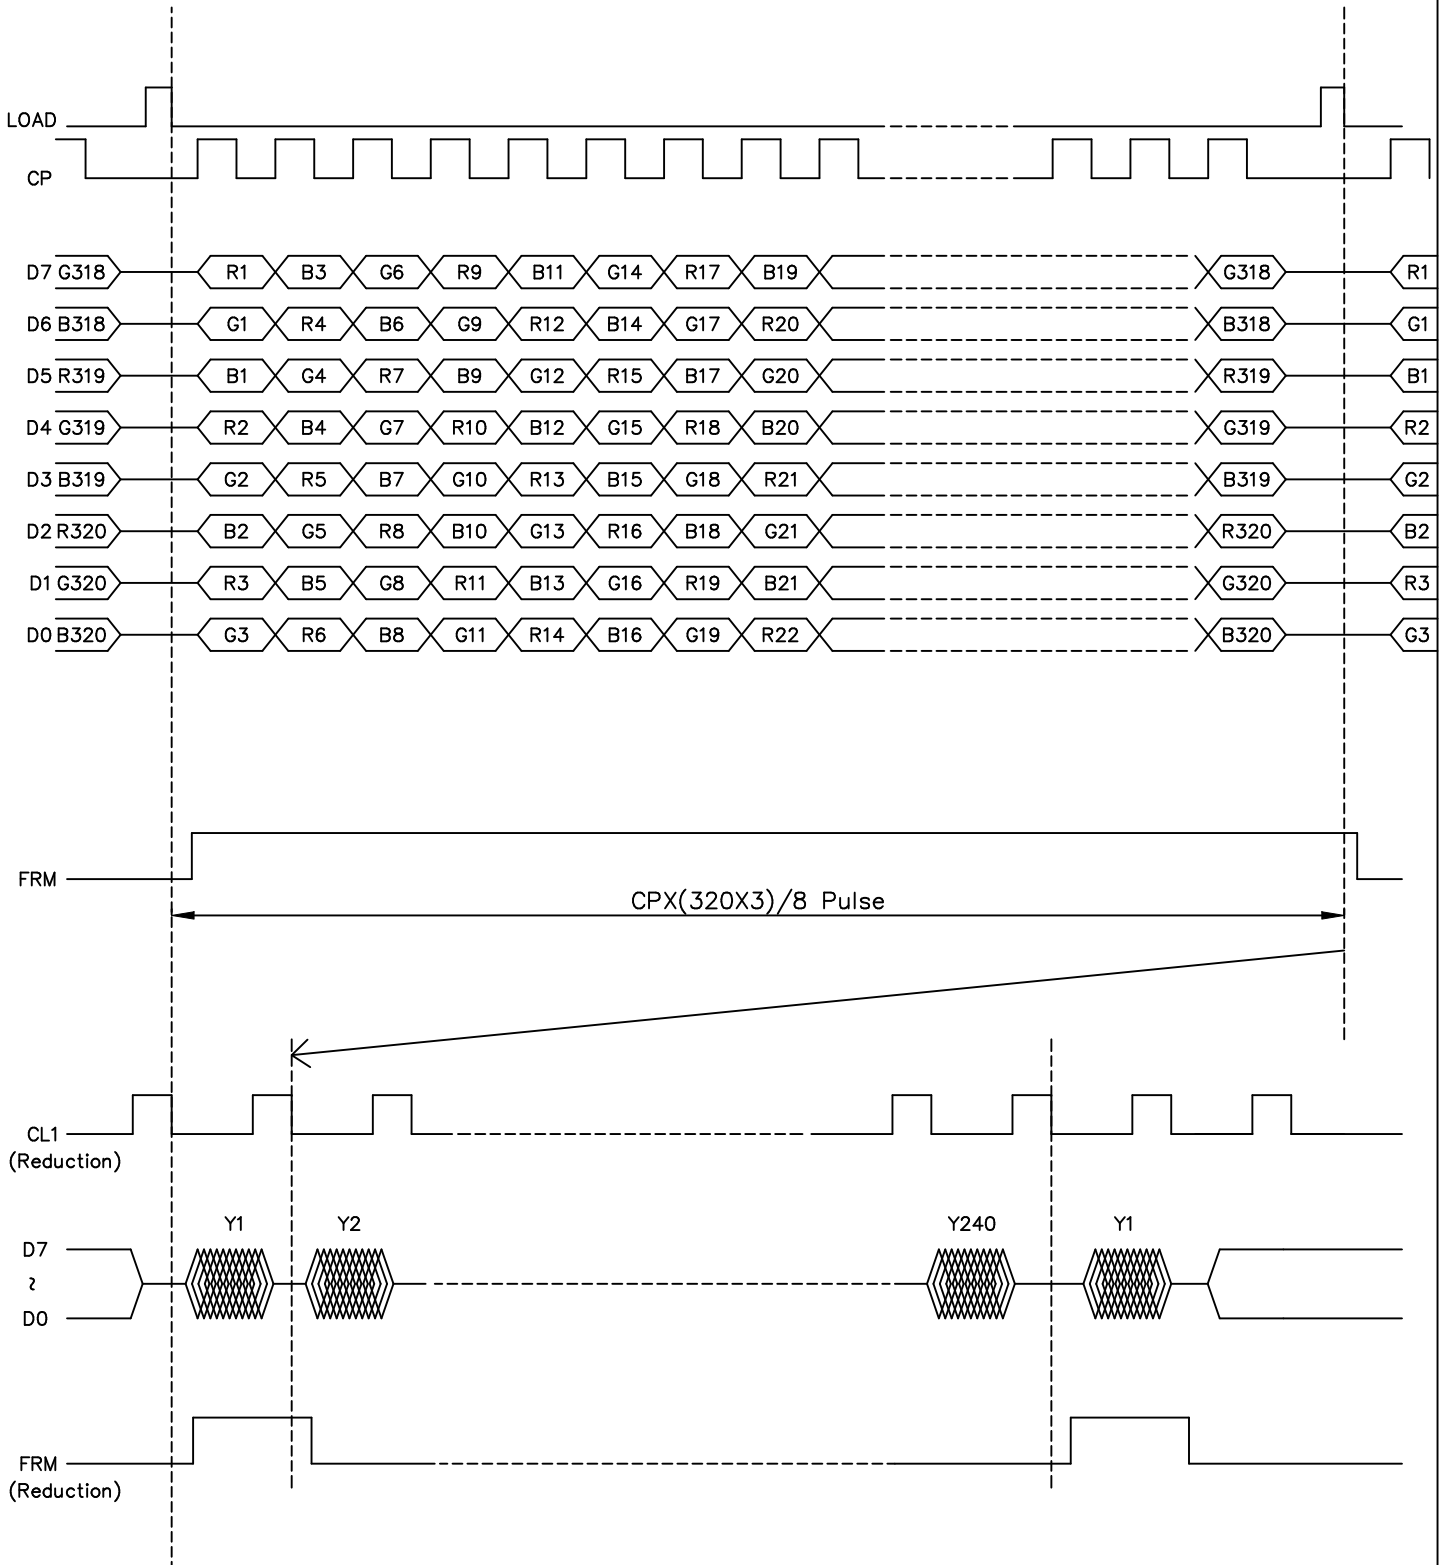 LOAD
CP
D7 G318 R1 B3 G6 R9 B11 G14 R17 B19 G318 R1
D6 B318 G1 R4 B6 G9 R12 B14 G17 R20 B318 G1
D5 R319 B1 G4 R7 B9 G12 R15 B17 G20 R319 B1
D4 G319 R2 B4 G7 R10 B12 G15 R18 B20 G319 R2
D3 B319 G2 R5 B7 G10 R13 B15 G18 R21 B319 G2
D2 R320 B2 G5 R8 B10 G13 R16 B18 G21 R320 B2
D1 G320 R3 B5 G8 R11 B13 G16 R19 B21 G320 R3
D0 B320 G3 R6 B8 G11 R14 B16 G19 R22 B320 G3
FRM
CPX(320X3)/8 Pulse
CL1
(Reduction)
Y1 Y2 Y240 Y1
D7
~
D0
FRM
(Reduction)